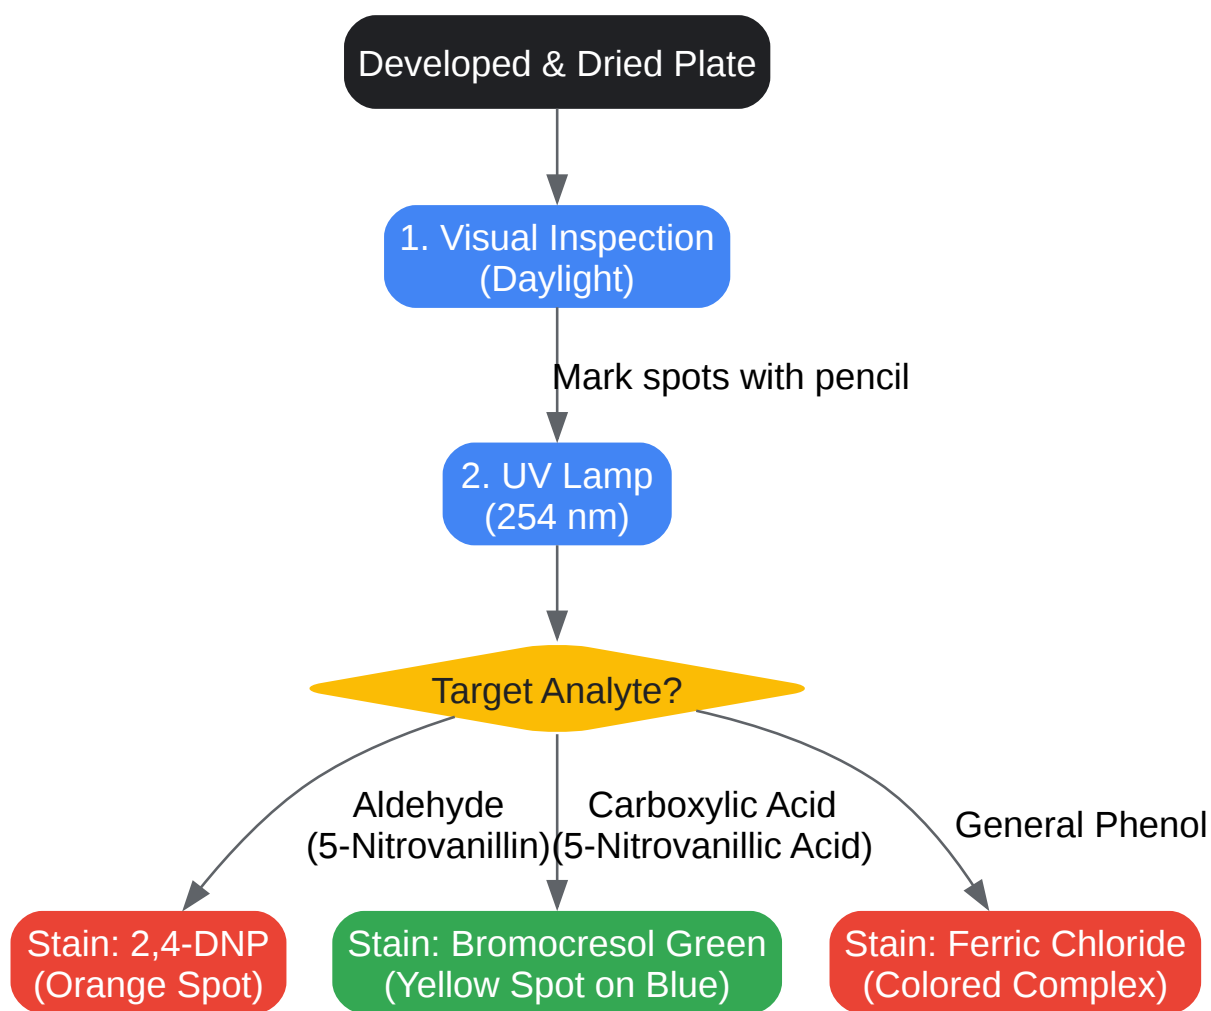 Developed & Dried Plate
1. Visual Inspection
(Daylight)
Mark spots with pencil
2. UV Lamp
(254 nm)
Target Analyte?
Aldehyde
(5-Nitrovanillin)
Carboxylic Acid
(5-Nitrovanillic Acid)
General Phenol
Stain: 2,4-DNP
(Orange Spot)
Stain: Bromocresol Green
(Yellow Spot on Blue)
Stain: Ferric Chloride
(Colored Complex)